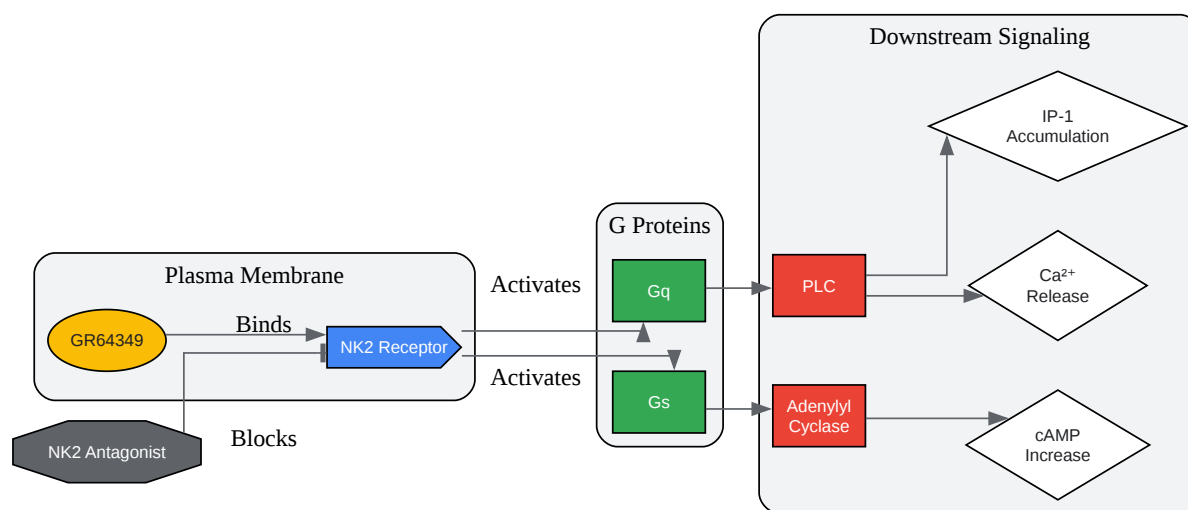 Downstream Signaling
IP-1
Accumulation
G Proteins
Plasma Membrane
Activates
Gq
PLC
Ca²⁺
Release
GR64349
Binds
NK2 Receptor
Activates
Gs
Adenylyl
Cyclase
NK2 Antagonist
Blocks
cAMP
Increase